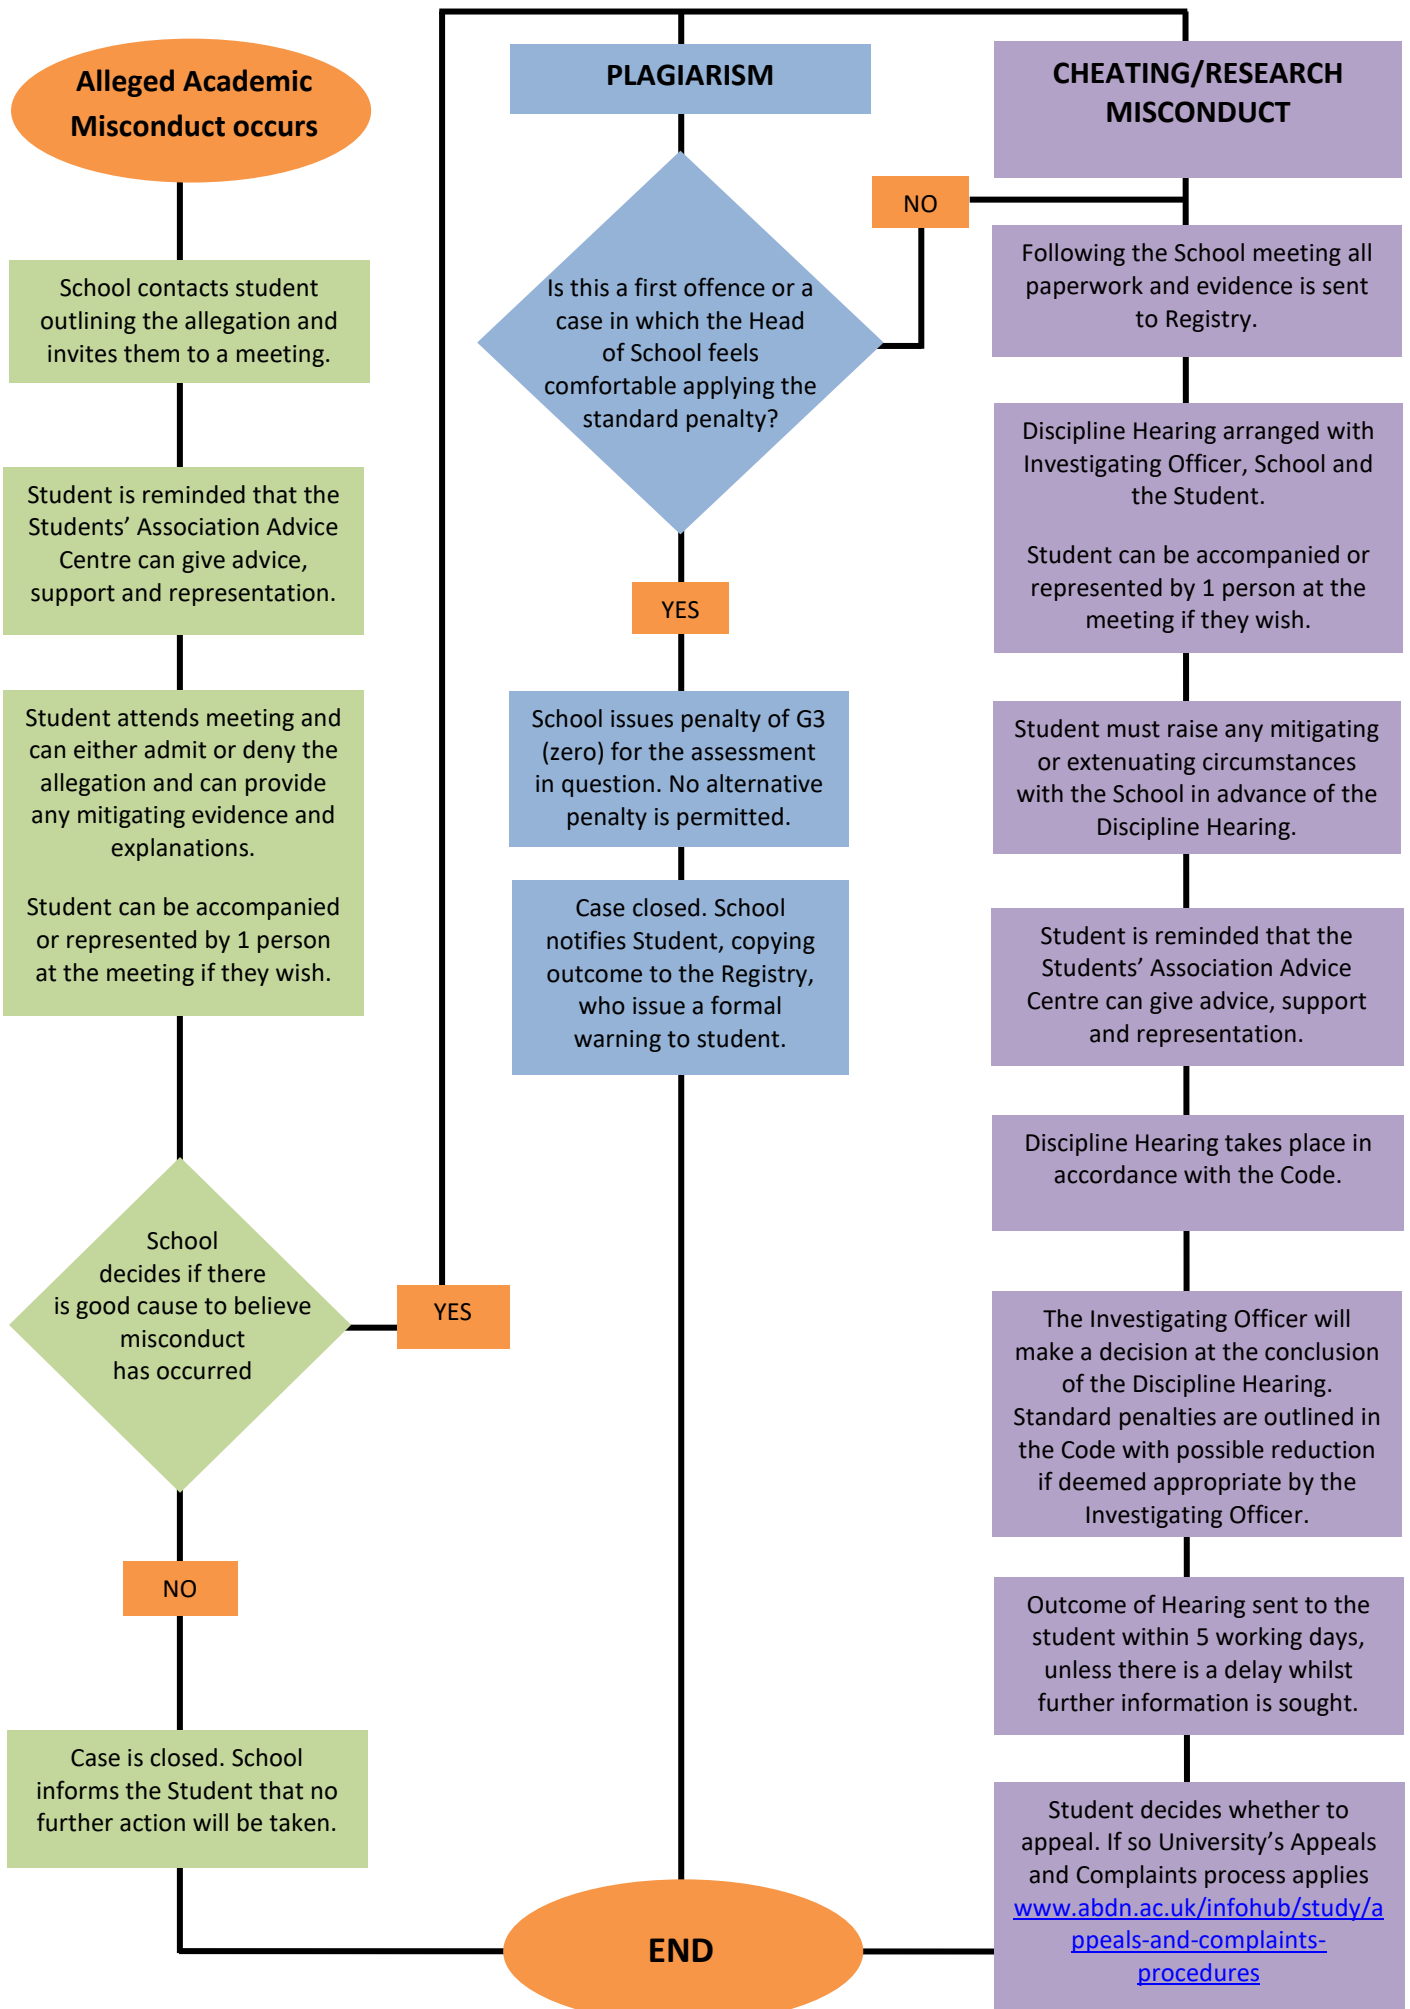 Alleged Academic
Misconduct occurs
School contacts student
outlining the allegation and
invites them to a meeting.
Student is reminded that the
Students’ Association Advice
Centre can give advice,
support and representation.
Student attends meeting and
can either admit or deny the
allegation and can provide
any mitigating evidence and
explanations.
Student can be accompanied
or represented by 1 person
at the meeting if they wish.
School
decides if there
is good cause to believe
misconduct
has occurred
YES
NO
Case is closed. School
informs the Student that no
further action will be taken.
PLAGIARISM
Is this a first offence or a
case in which the Head
of School feels
comfortable applying the
standard penalty?
NO
YES
School issues penalty of G3
(zero) for the assessment
in question. No alternative
penalty is permitted.
Case closed. School
notifies Student, copying
outcome to the Registry,
who issue a formal
warning to student.
CHEATING/RESEARCH
MISCONDUCT
Following the School meeting all
paperwork and evidence is sent
to Registry.
Discipline Hearing arranged with
Investigating Officer, School and
the Student.
Student can be accompanied or
represented by 1 person at the
meeting if they wish.
Student must raise any mitigating
or extenuating circumstances
with the School in advance of the
Discipline Hearing.
Student is reminded that the
Students’ Association Advice
Centre can give advice, support
and representation.
Discipline Hearing takes place in
accordance with the Code.
The Investigating Officer will
make a decision at the conclusion
of the Discipline Hearing.
Standard penalties are outlined in
the Code with possible reduction
if deemed appropriate by the
Investigating Officer.
Outcome of Hearing sent to the
student within 5 working days,
unless there is a delay whilst
further information is sought.
Student decides whether to
appeal. If so University’s Appeals
and Complaints process applies
www.abdn.ac.uk/infohub/study/a
ppeals-and-complaints-
procedures
END